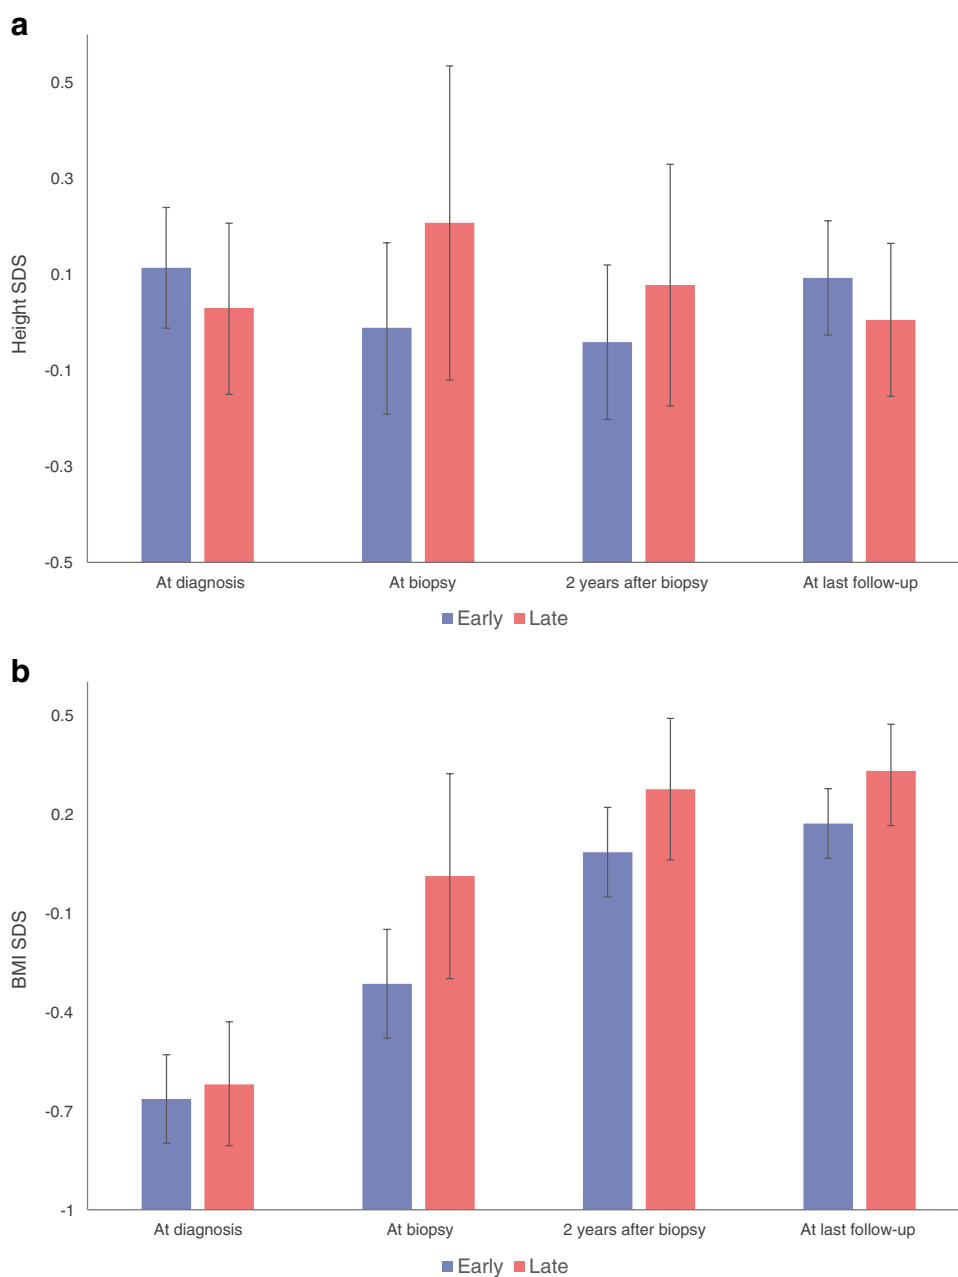 a
0.5
0.3
0.1
-0.1
-0.3
-0.5
Height SDS
At diagnosis At biopsy 2 years after biopsy At last follow-up
Early Late
b
0.5
0.2
-0.1
-0.4
-0.7
-1
BMI SDS
At diagnosis At biopsy 2 years after biopsy At last follow-up
Early Late